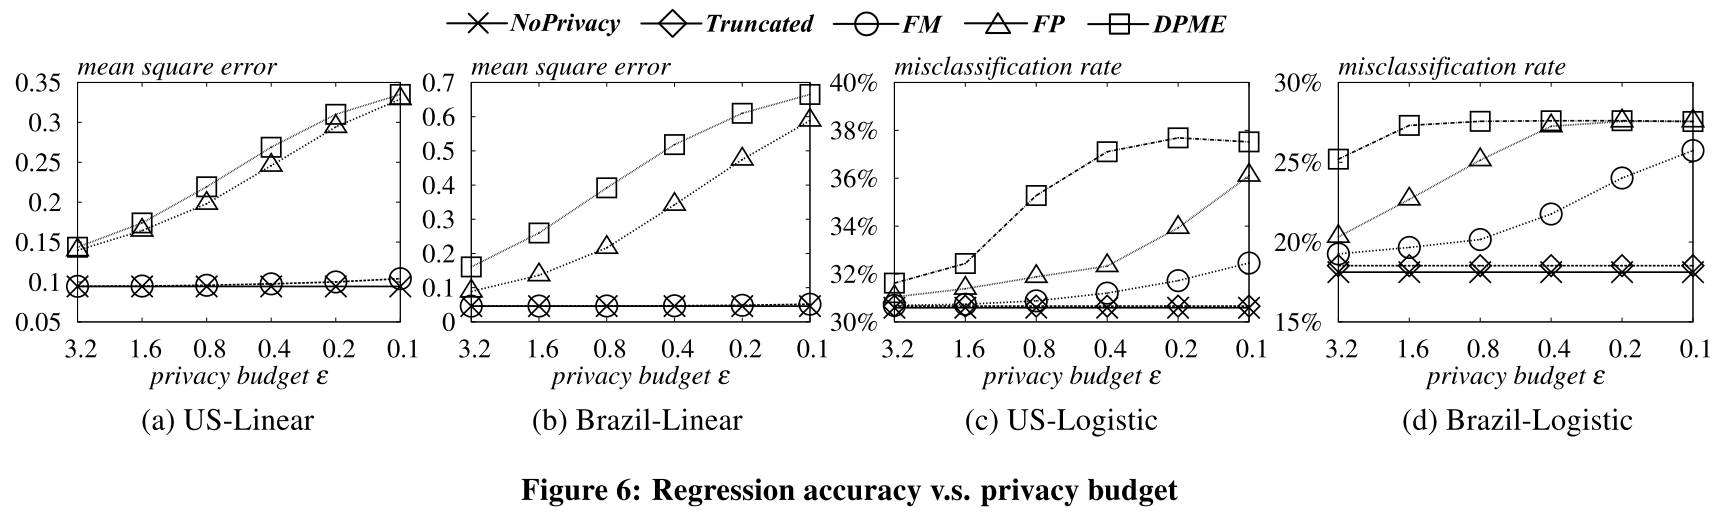 NoPrivacy Truncated FM FP DPME
mean square error
0.35
0.3
0.25
0.2
0.15
0.1
0.05
3.2 1.6 0.8 0.4 0.2 0.1
privacy budget ε
(a) US-Linear
mean square error
0.7
0.6
0.5
0.4
0.3
0.2
0.1
0
3.2 1.6 0.8 0.4 0.2 0.1
privacy budget ε
(b) Brazil-Linear
misclassification rate
40%
38%
36%
34%
32%
30%
3.2 1.6 0.8 0.4 0.2 0.1
privacy budget ε
(c) US-Logistic
misclassification rate
30%
25%
20%
15%
3.2 1.6 0.8 0.4 0.2 0.1
privacy budget ε
(d) Brazil-Logistic
Figure 6: Regression accuracy v.s. privacy budget